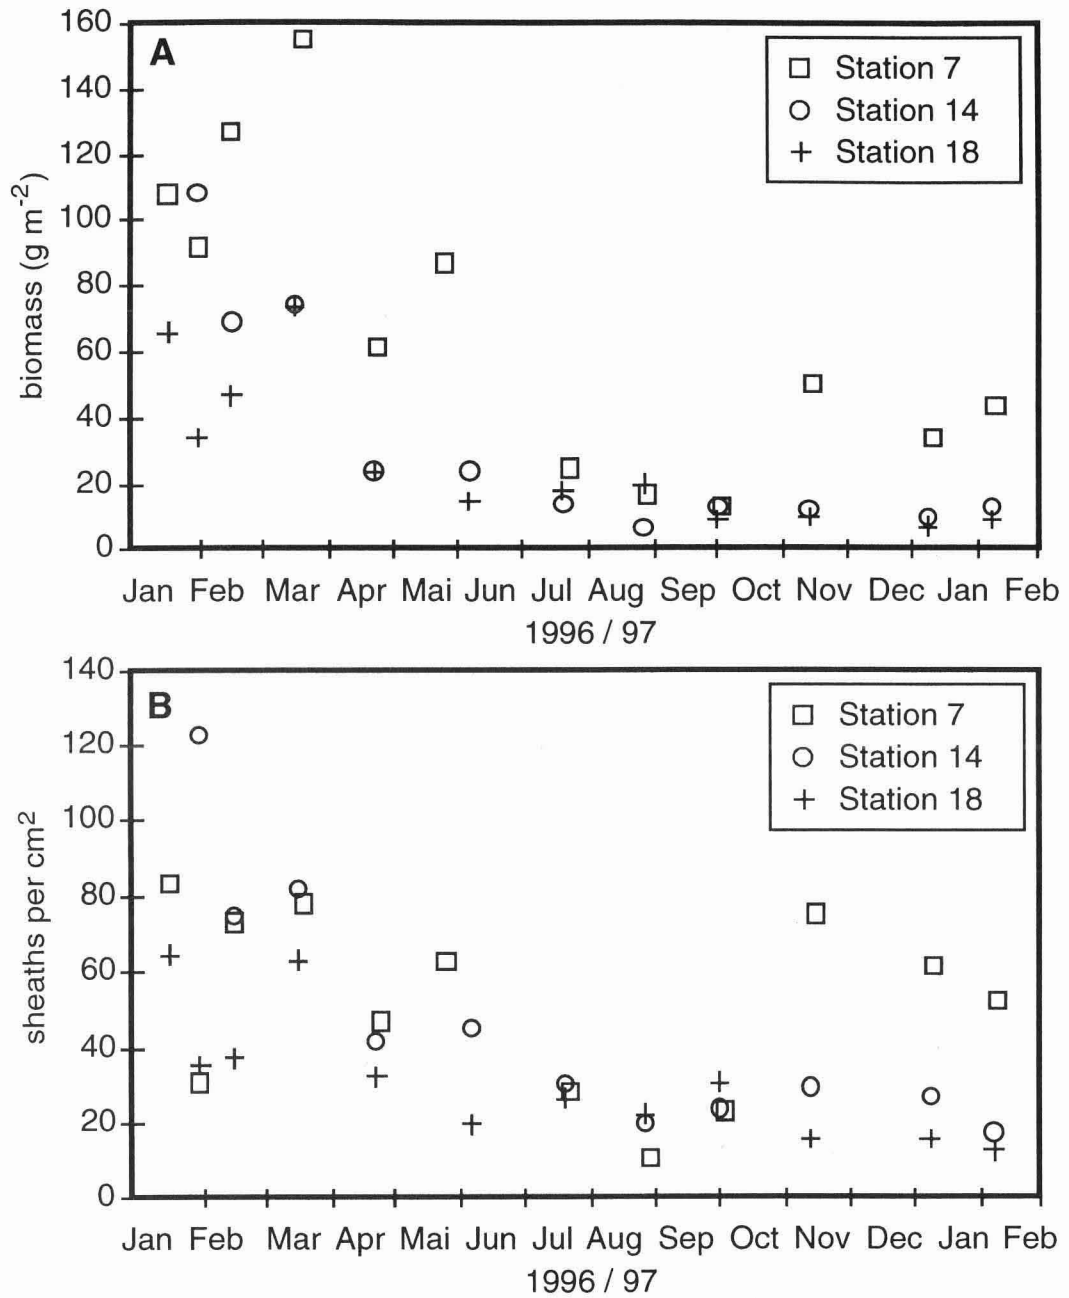 A
160
140
120
100
80
60
40
20
0
biomass (g m⁻²)
Station 7
Station 14
Station 18
Jan Feb Mar Apr Mai Jun Jul Aug Sep Oct Nov Dec Jan Feb
1996 / 97
B
140
120
100
80
60
40
20
0
sheaths per cm²
Station 7
Station 14
Station 18
Jan Feb Mar Apr Mai Jun Jul Aug Sep Oct Nov Dec Jan Feb
1996 / 97